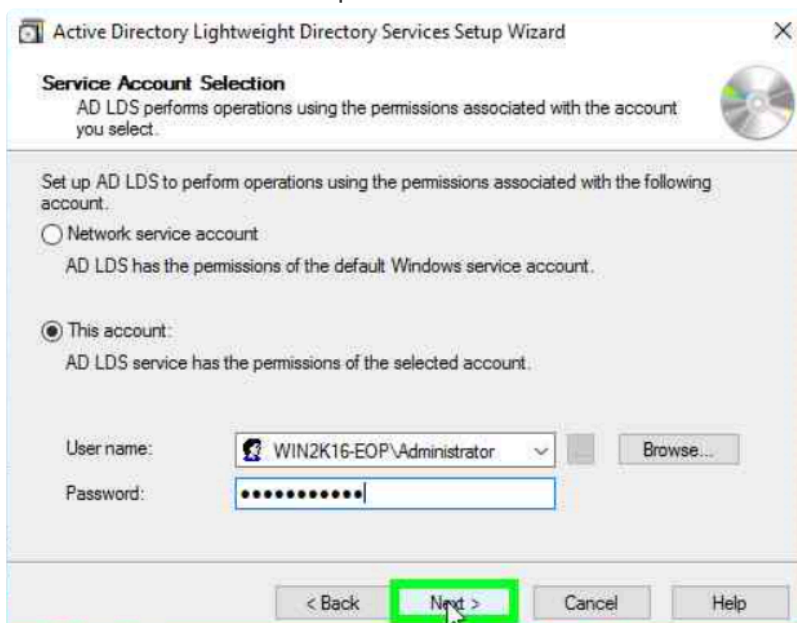 Active Directory Lightweight Directory Services Setup Wizard
Service Account Selection
AD LDS performs operations using the permissions associated with the account
you select.
Set up AD LDS to perform operations using the permissions associated with the following
account.
Network service account
AD LDS has the permissions of the default Windows service account.
This account:
AD LDS service has the permissions of the selected account.
User name: WIN2K16-EOP\Administrator ... Browse...
Password: ●●●●●●●●●●●
< Back Next > Cancel Help